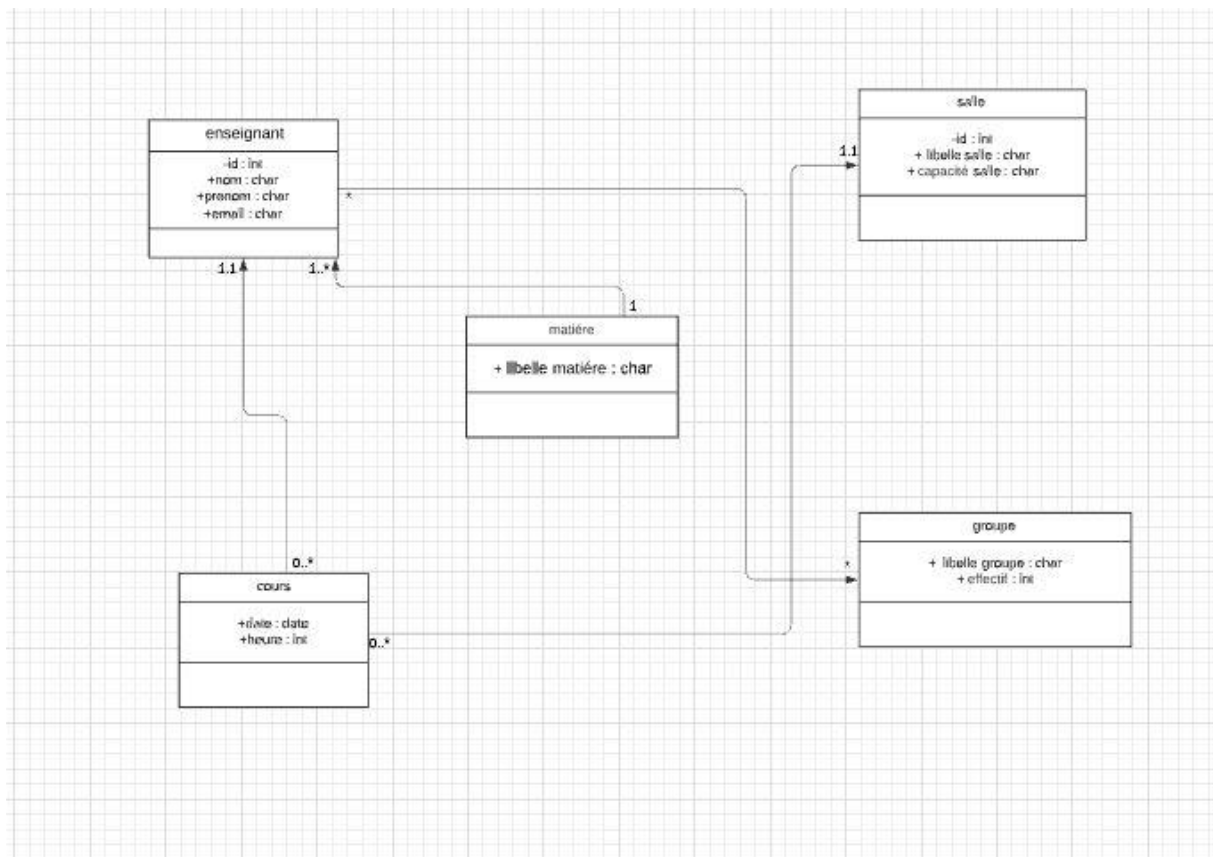 enseignant
-id : int
+nom : char
+prenom : char
+email : char
1.1
1..*
*
salle
-id : int
+ libelle salle : char
+ capacité salle : char
1.1
1
matiére
+ libelle matiére : char
groupe
+ libelle groupe : char
+ effectif : int
*
0..*
cours
+date : date
+heure : int
0..*